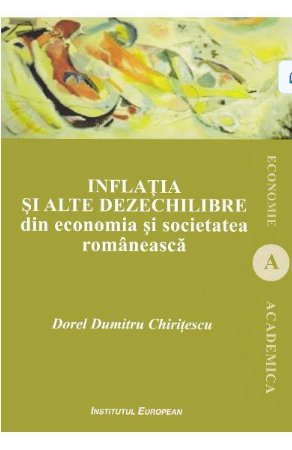 INFLAȚIA
ȘI ALTE DEZECHILIBRE
din economia și societatea
românească
ECONOMIE
A
ACADEMICA
Dorel Dumitru Chirițescu
INSTITUTUL EUROPEAN